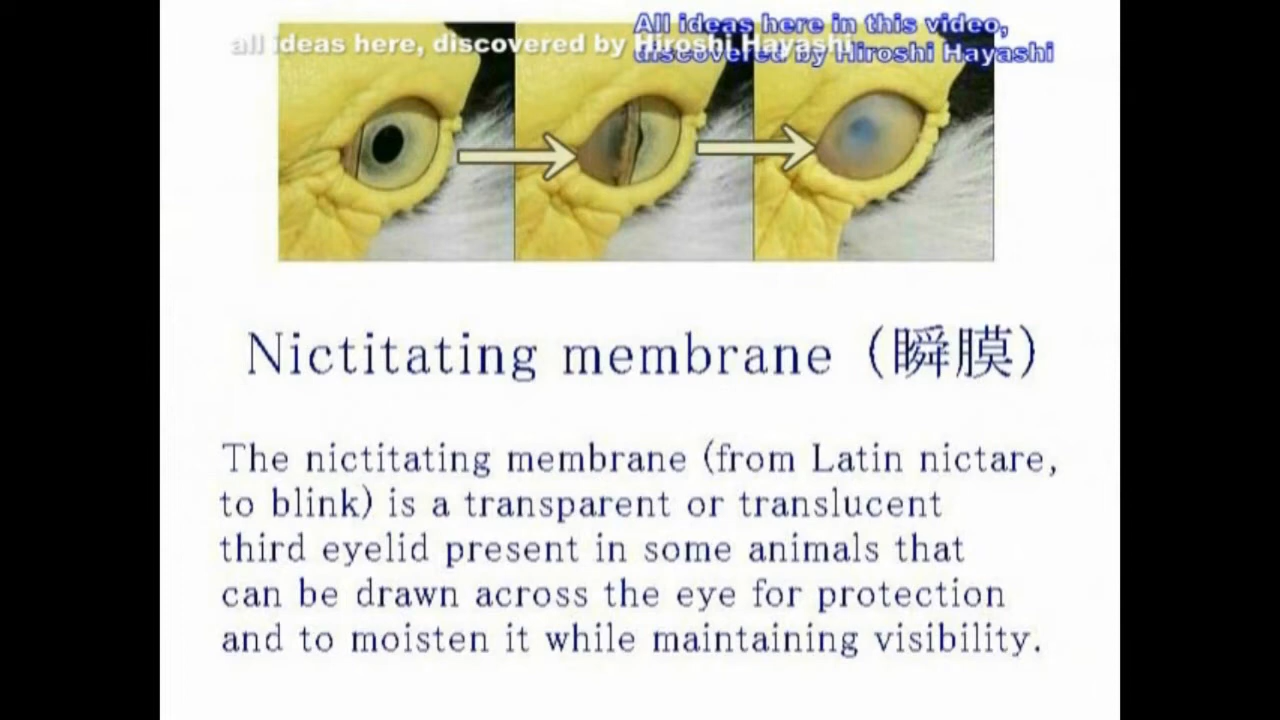 All ideas here in this video,
all ideas here, discovered by Hiroshi Hayashi
discovered by Hiroshi Hayashi
Nictitating membrane (瞬膜)
The nictitating membrane (from Latin nictare,
to blink) is a transparent or translucent
third eyelid present in some animals that
can be drawn across the eye for protection
and to moisten it while maintaining visibility.